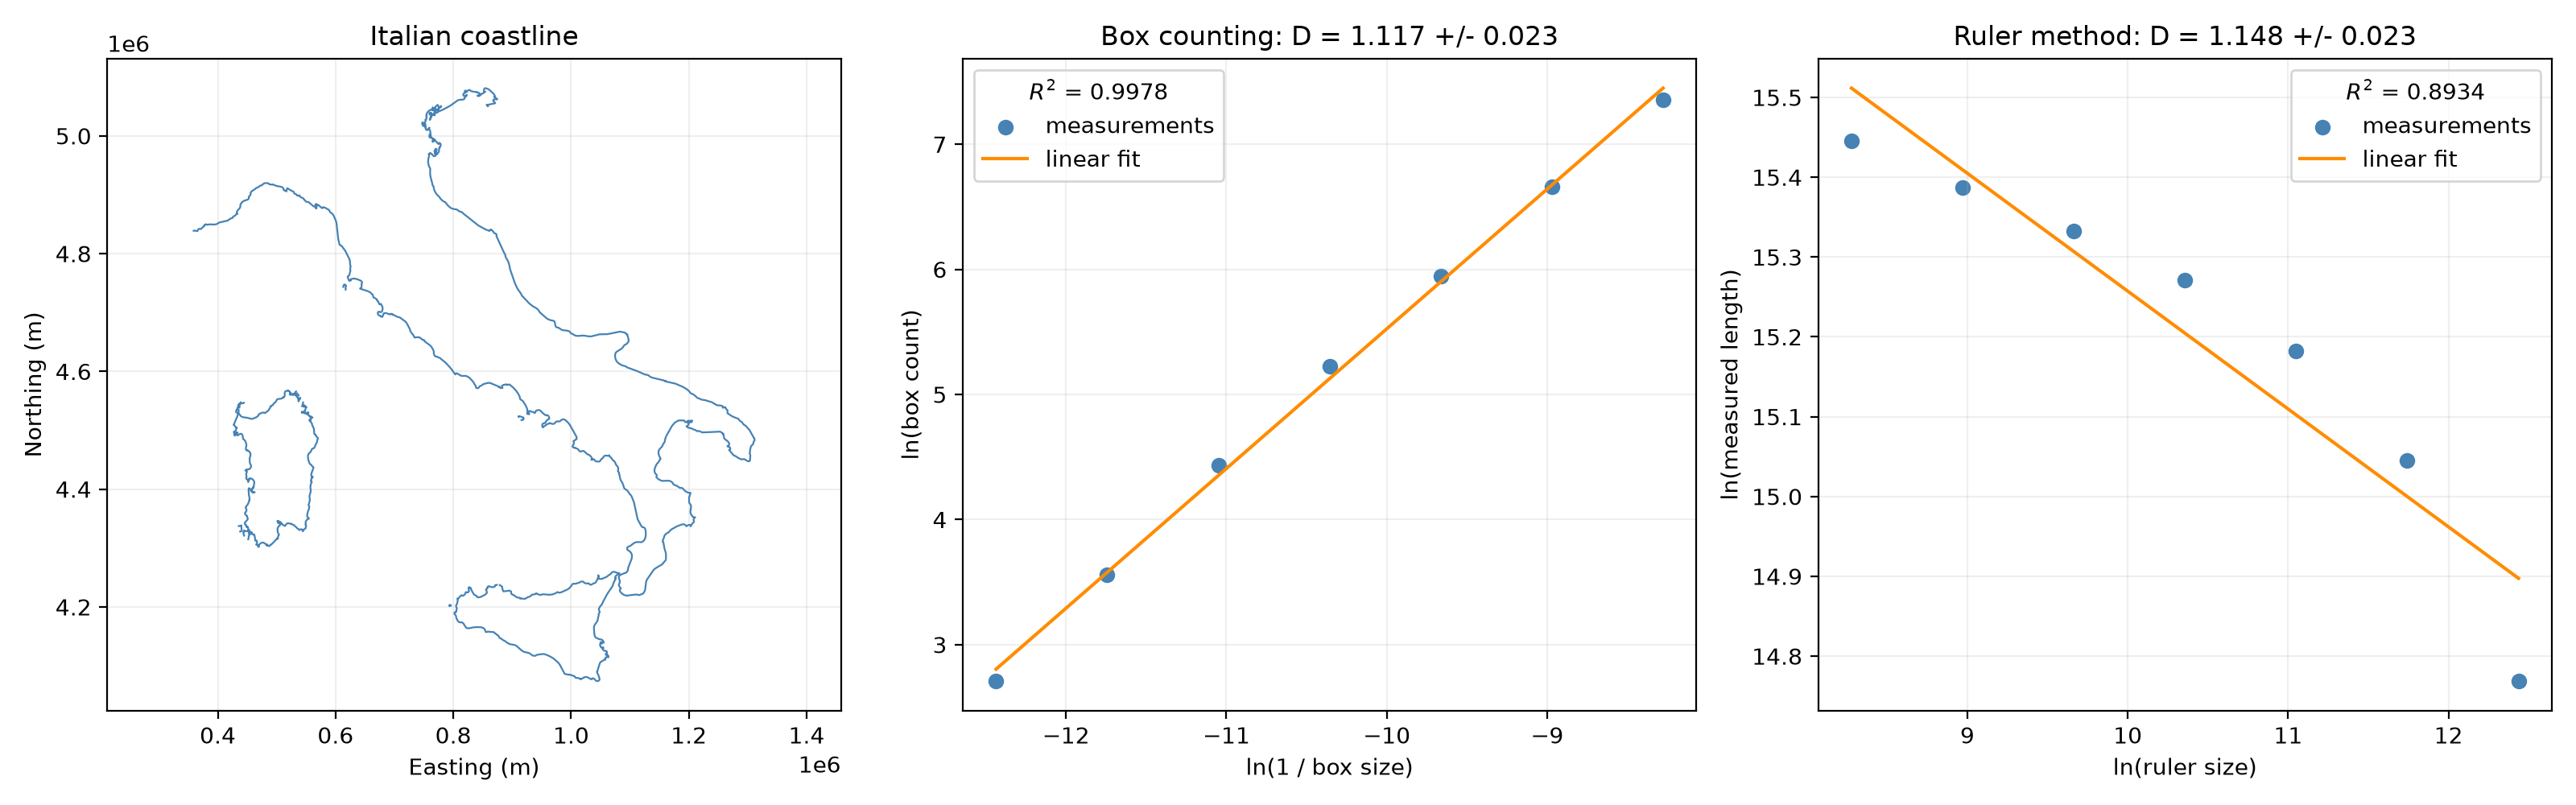 Italian coastline
1e6
5.0
4.8
4.6
4.4
4.2
Northing (m)
0.4 0.6 0.8 1.0 1.2 1.4
Easting (m)
1e6
Box counting: D = 1.117 +/- 0.023
R² = 0.9978
measurements
linear fit
7
6
5
4
3
ln(box count)
−12 −11 −10 −9
ln(1 / box size)
Ruler method: D = 1.148 +/- 0.023
R² = 0.8934
measurements
linear fit
15.5
15.4
15.3
15.2
15.1
15.0
14.9
14.8
ln(measured length)
9 10 11 12
ln(ruler size)